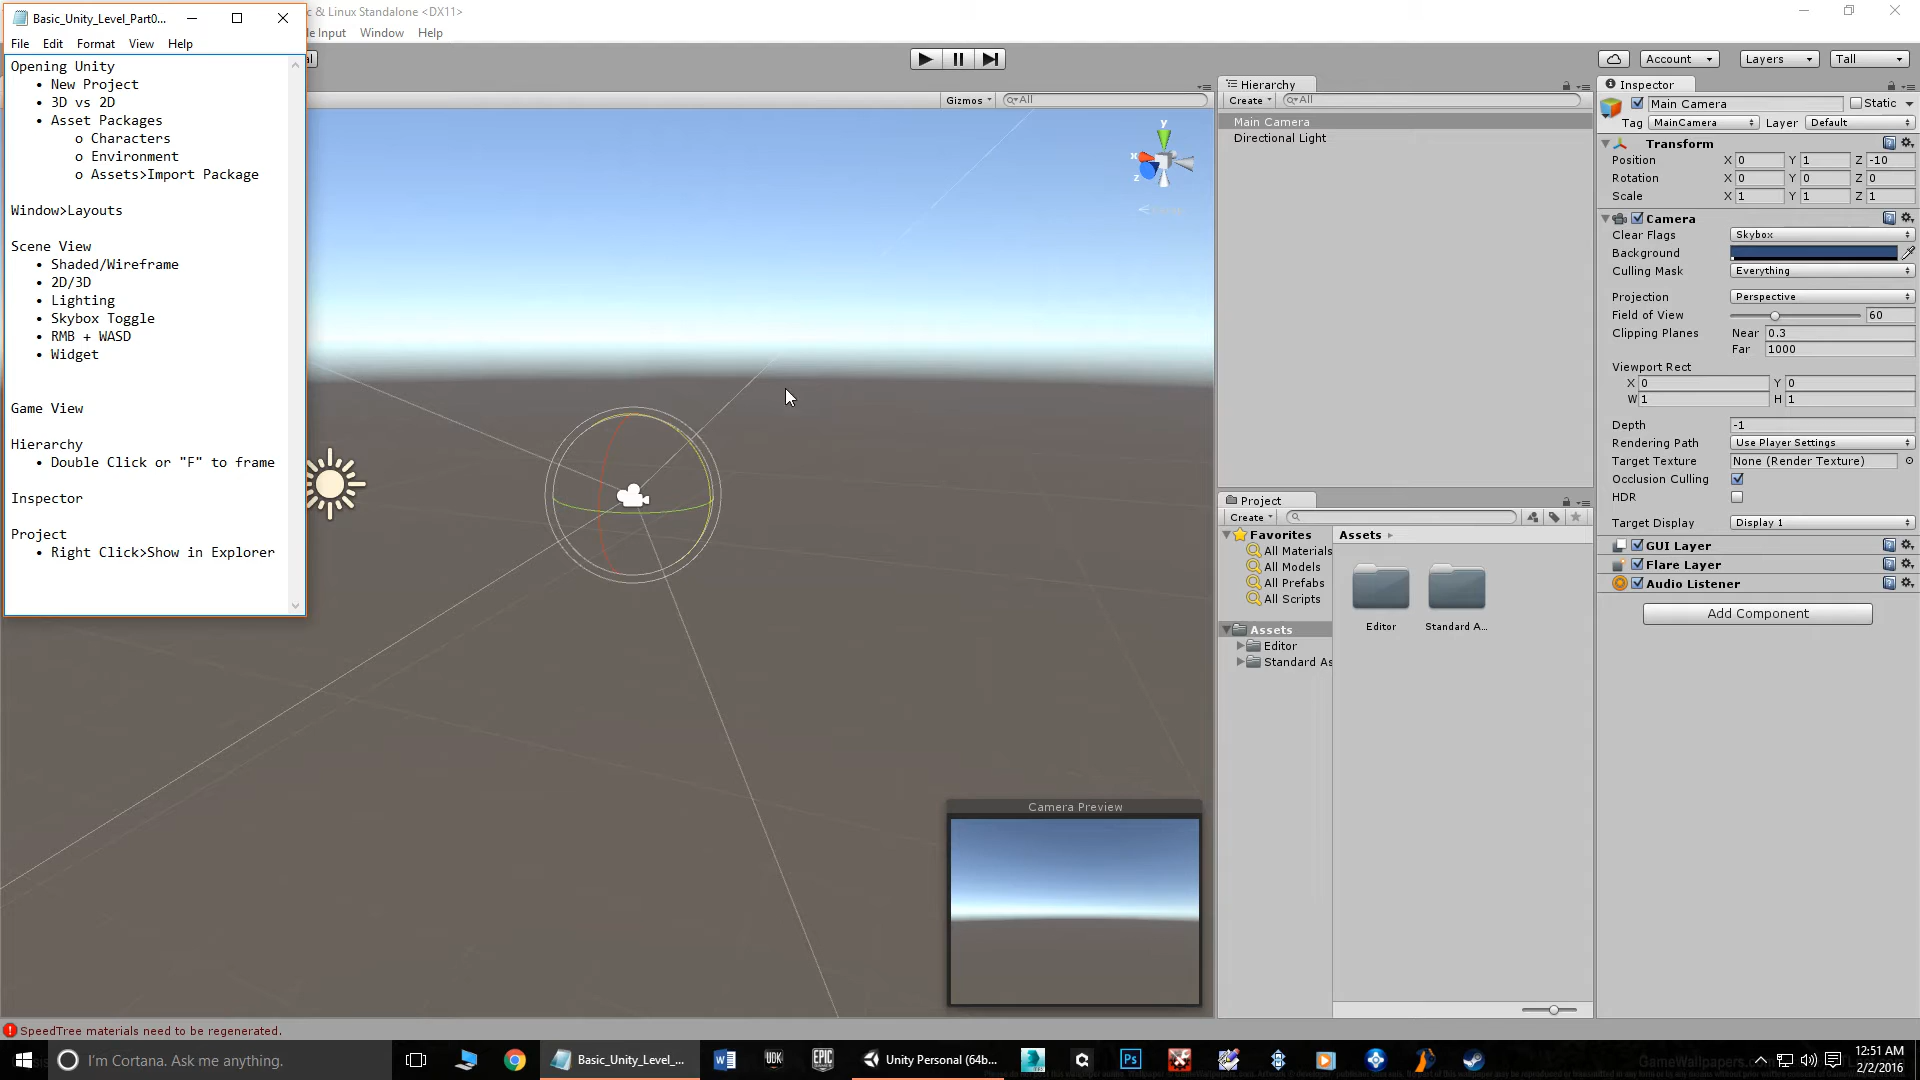 Basic_Unity_Level_Part0...
File Edit Format View Help
Opening Unity
• New Project
• 3D vs 2D
• Asset Packages
o Characters
o Environment
o Assets>Import Package
Window>Layouts
Scene View
• Shaded/Wireframe
• 2D/3D
• Lighting
• Skybox Toggle
• RMB + WASD
• Widget
Game View
Hierarchy
• Double Click or "F" to frame
Inspector
Project
• Right Click>Show in Explorer
c & Linux Standalone <DX11>
le Input Window Help
al
Account Layers Tall
Gizmos All
y
x
z
Camera Preview
Hierarchy
Create All
Main Camera
Directional Light
Project
Create
Favorites
All Materials
All Models
All Prefabs
All Scripts
Assets
Editor
Standard As
Assets
Editor Standard A...
Inspector
Main Camera Static
Tag MainCamera Layer Default
Transform
Position X 0 Y 1 Z -10
Rotation X 0 Y 0 Z 0
Scale X 1 Y 1 Z 1
Camera
Clear Flags Skybox
Background
Culling Mask Everything
Projection Perspective
Field of View 60
Clipping Planes Near 0.3
Far 1000
Viewport Rect
X 0 Y 0
W 1 H 1
Depth -1
Rendering Path Use Player Settings
Target Texture None (Render Texture)
Occlusion Culling
HDR
Target Display Display 1
GUI Layer
Flare Layer
Audio Listener
Add Component
SpeedTree materials need to be regenerated.
I'm Cortana. Ask me anything.
Basic_Unity_Level_...
UDK
EPIC
GAMES
Unity Personal (64b...
GameWallpapers.com
12:51 AM
2/2/2016